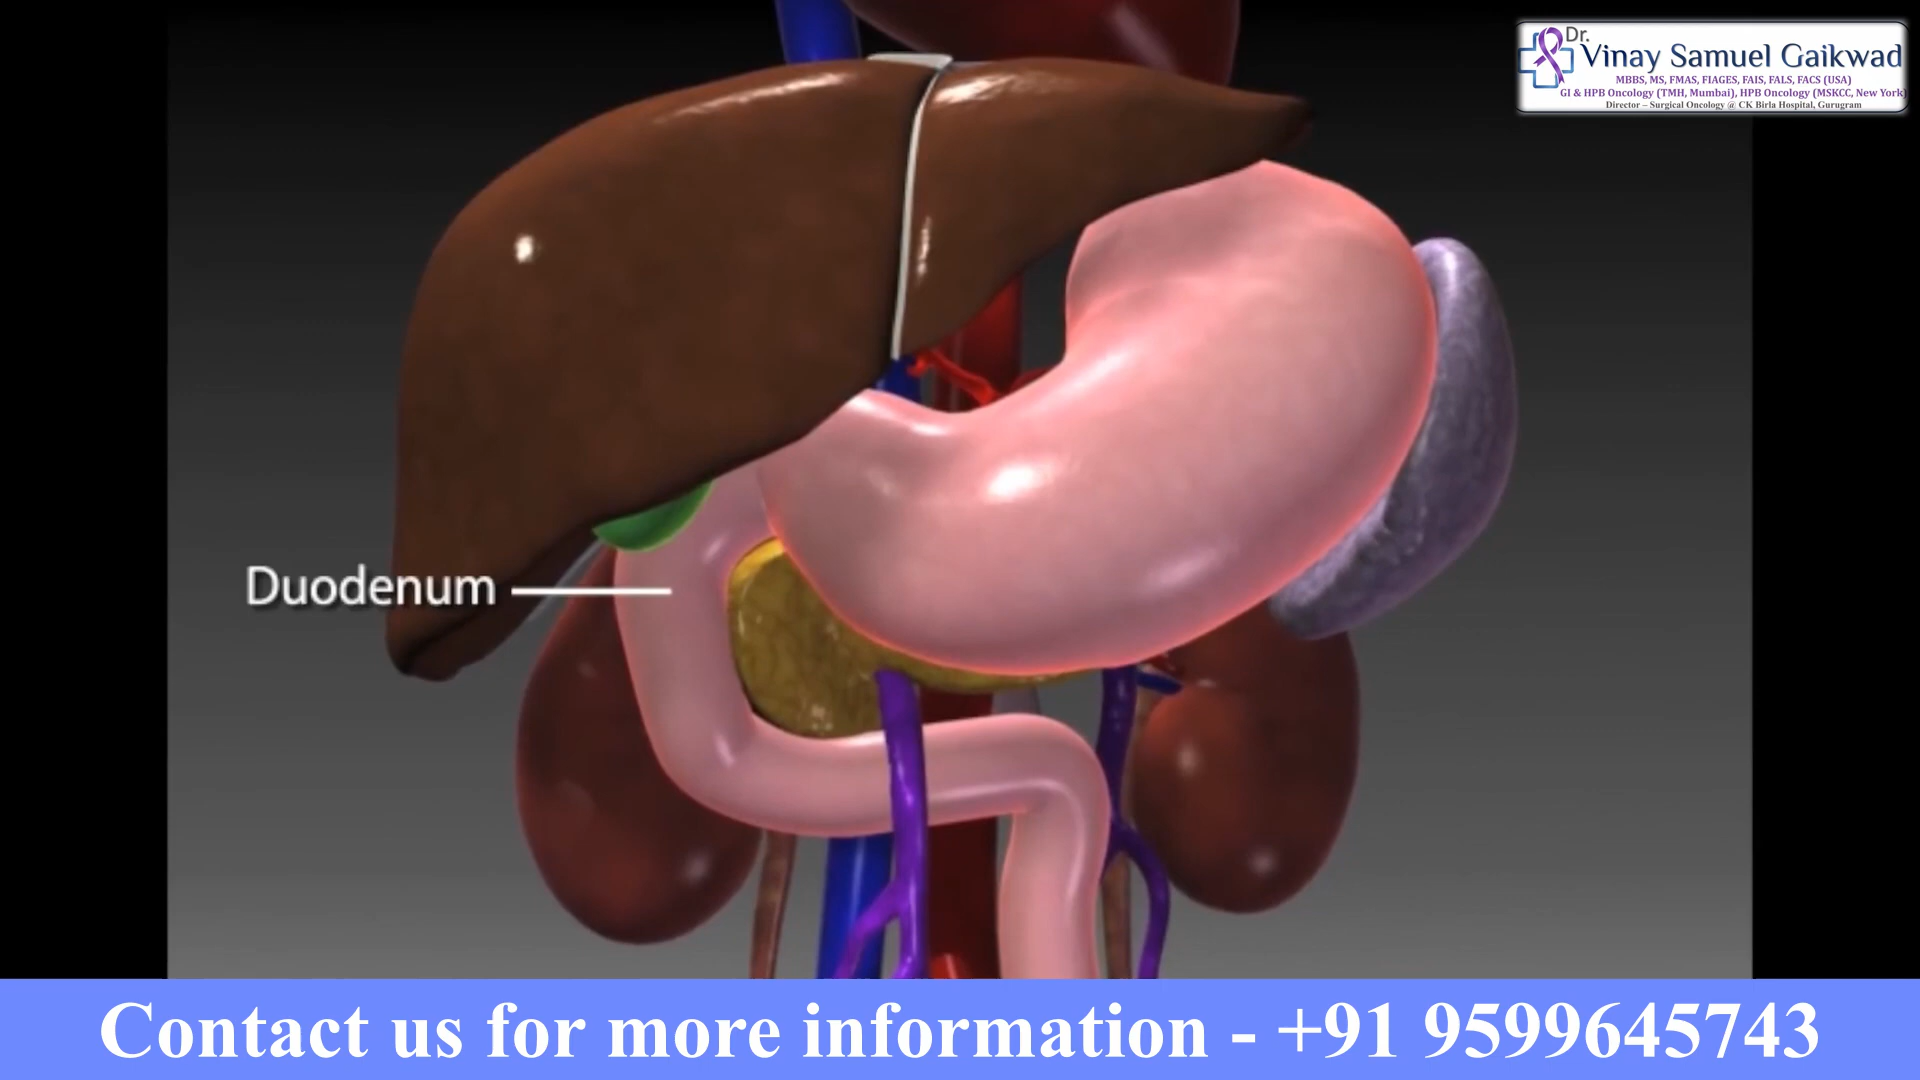 Dr.
Vinay Samuel Gaikwad
MBBS, MS, FMAS, FIAGES, FAIS, FALS, FACS (USA)
GI & HPB Oncology (TMH, Mumbai), HPB Oncology (MSKCC, New York)
Director – Surgical Oncology @ CK Birla Hospital, Gurugram
Duodenum
Contact us for more information - +91 9599645743